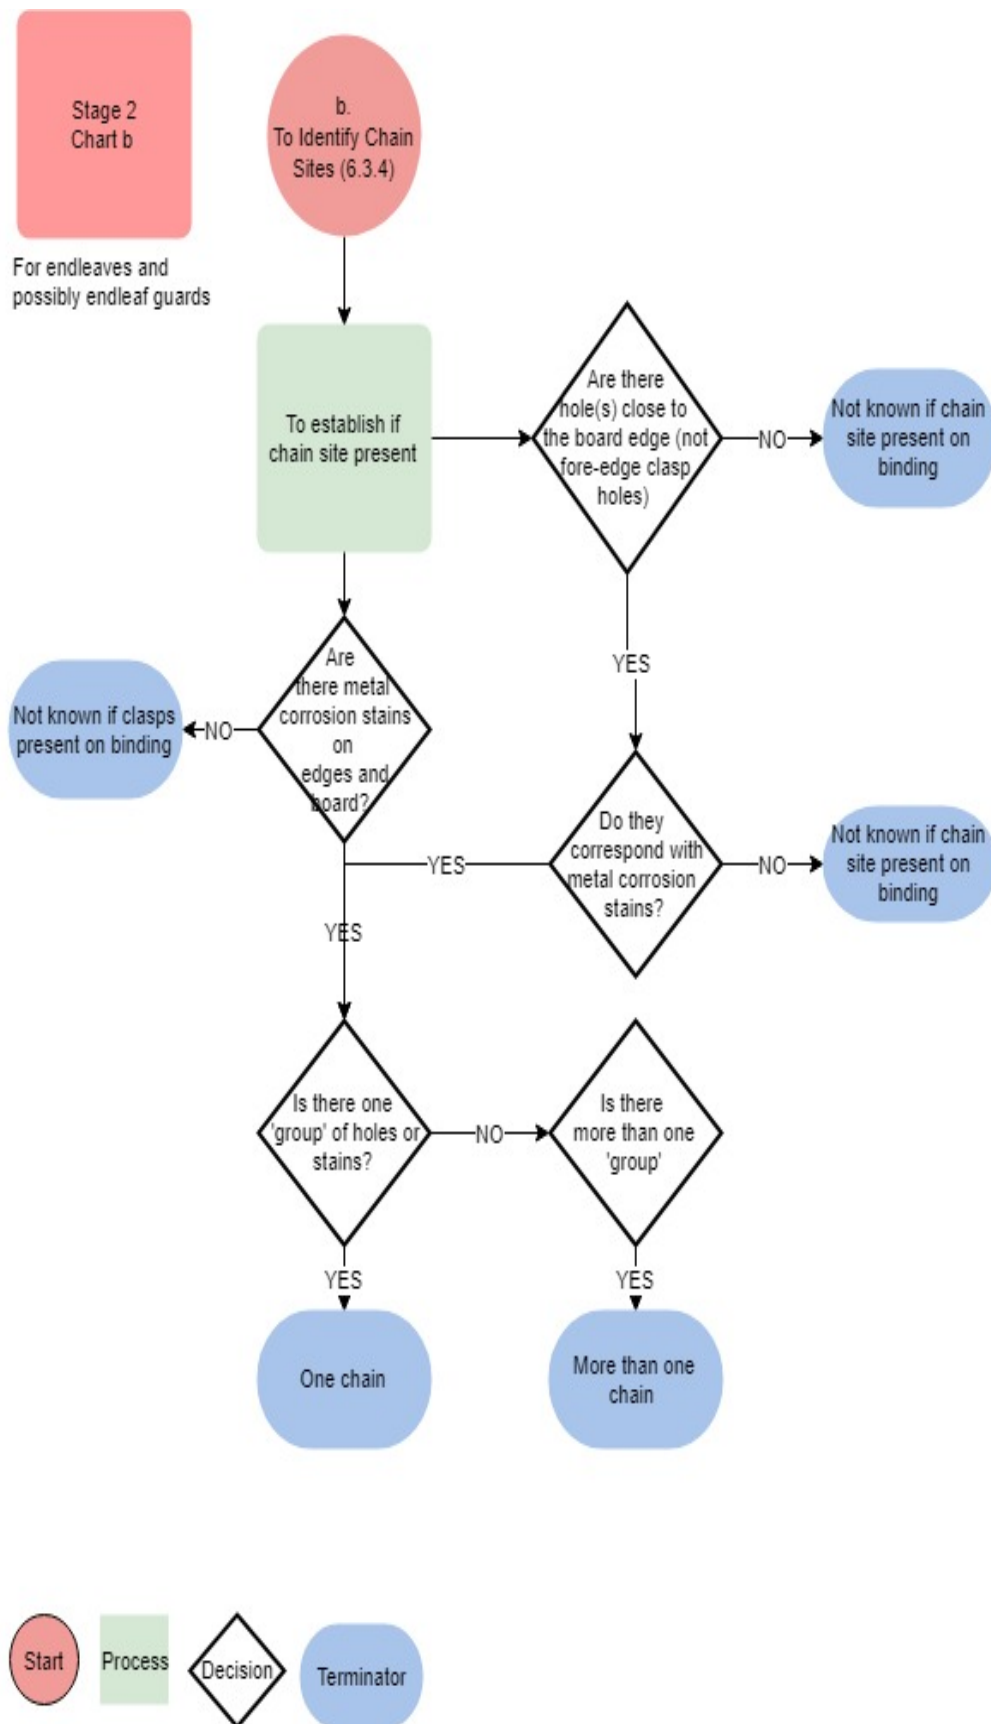 Stage 2
Chart b
b.
To Identify Chain
Sites (6.3.4)
For endleaves and
possibly endleaf guards
To establish if
chain site present
Are there
hole(s) close to
the board edge (not
fore-edge clasp
holes)
NO
Not known if chain
site present on
binding
YES
Are
there metal
corrosion stains
on
edges and
board?
NO
Not known if clasps
present on binding
Do they
correspond with
metal corrosion
stains?
NO
Not known if chain
site present on
binding
YES
YES
Is there one
'group' of holes or
stains?
NO
Is there
more than one
'group'
YES
YES
One chain
More than one
chain
Start
Process
Decision
Terminator